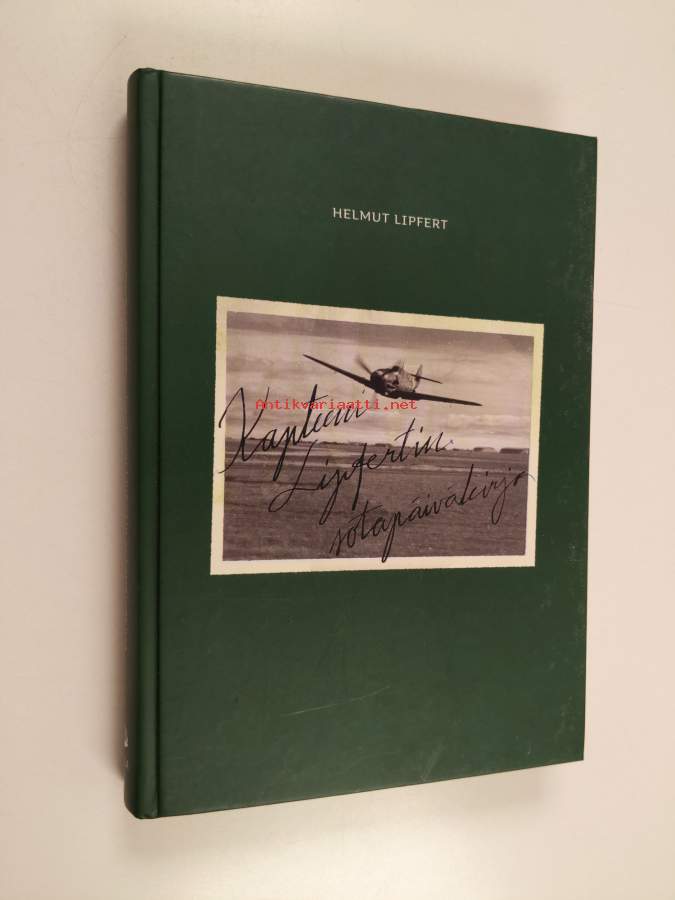 HELMUT LIPFERT
Kapteeni
Antikvariaatti.net
Lipfertin
sotapäiväkirja